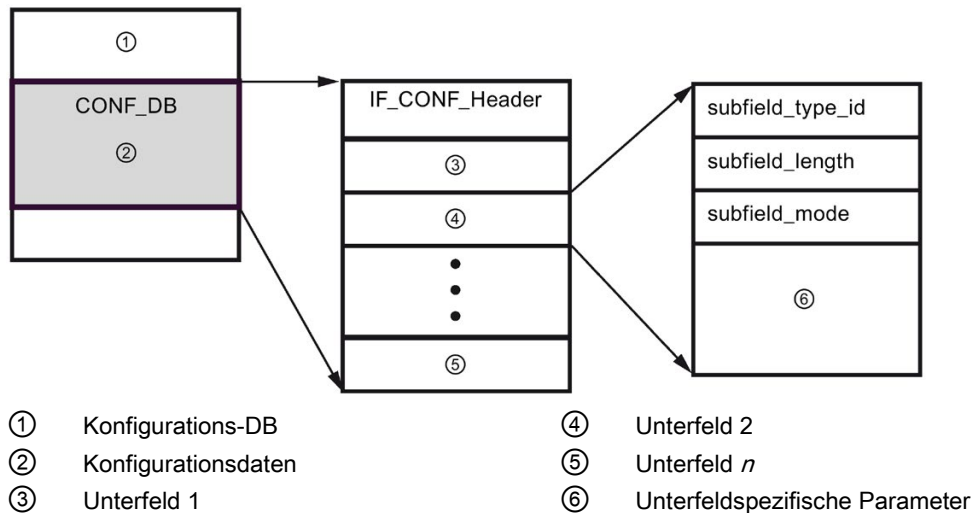 ①
CONF_DB
②
IF_CONF_Header
③
④
⑤
subfield_type_id
subfield_length
subfield_mode
⑥
① Konfigurations-DB
② Konfigurationsdaten
③ Unterfeld 1
④ Unterfeld 2
⑤ Unterfeld n
⑥ Unterfeldspezifische Parameter